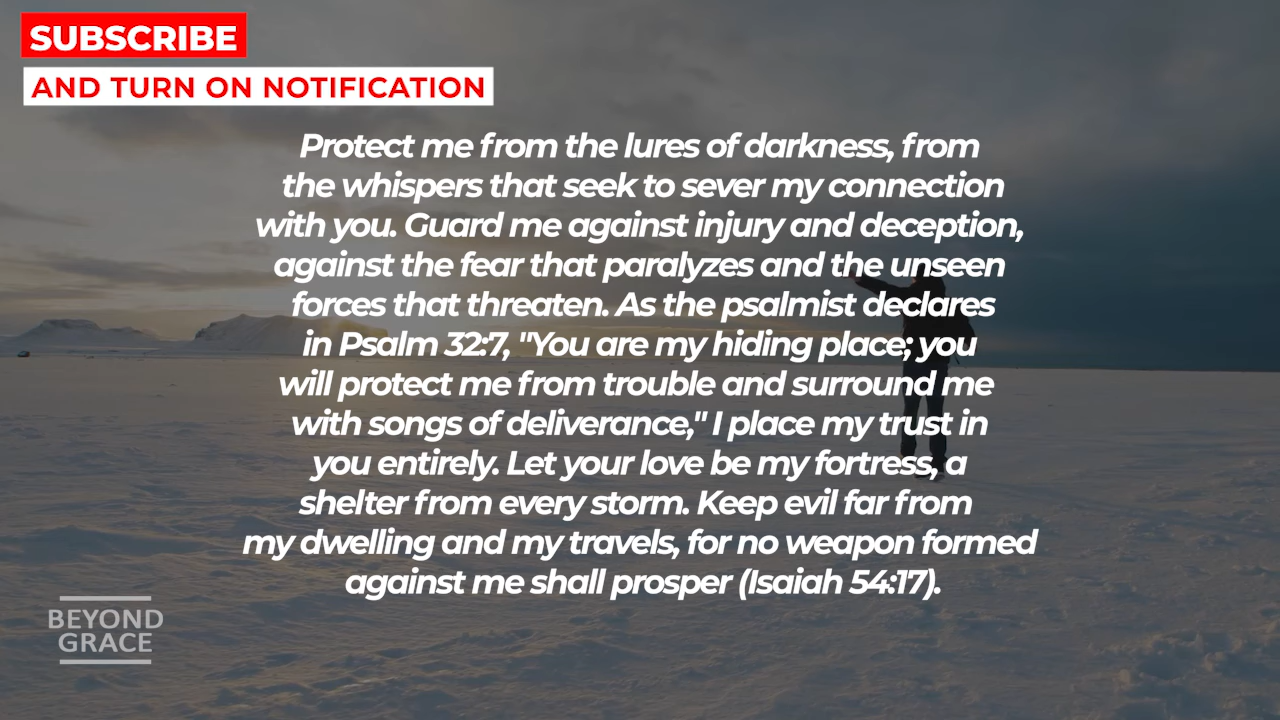 SUBSCRIBE
AND TURN ON NOTIFICATION
Protect me from the lures of darkness, from
the whispers that seek to sever my connection
with you. Guard me against injury and deception,
against the fear that paralyzes and the unseen
forces that threaten. As the psalmist declares
in Psalm 32:7, "You are my hiding place; you
will protect me from trouble and surround me
with songs of deliverance," I place my trust in
you entirely. Let your love be my fortress, a
shelter from every storm. Keep evil far from
my dwelling and my travels, for no weapon formed
against me shall prosper (Isaiah 54:17).
BEYOND
GRACE